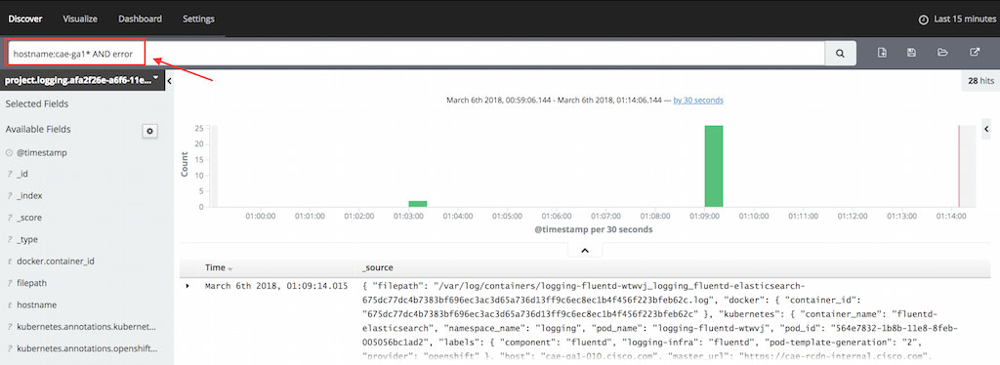 Discover Visualize Dashboard Settings Last 15 minutes
hostname:cae-ga1* AND error
project.logging.afa2f26e-a6f6-11e...
28 hits
Selected Fields
March 6th 2018, 00:59:06.144 - March 6th 2018, 01:14:06.144 — by 30 seconds
Available Fields
@timestamp
? _id
? _index
? _score
? _type
t docker.container_id
? filepath
t hostname
? kubernetes.annotations.kubernet...
? kubernetes.annotations.openshift...
Count
25
20
15
10
5
0
01:00:00 01:01:00 01:02:00 01:03:00 01:04:00 01:05:00 01:06:00 01:07:00 01:08:00 01:09:00 01:10:00 01:11:00 01:12:00 01:13:00 01:14:00
@timestamp per 30 seconds
Time _source
March 6th 2018, 01:09:14.015
{ "filepath": "/var/log/containers/logging-fluentd-wtwvj_logging_fluentd-elasticsearch-
675dc77dc4b7383bf696ec3ac3d65a736d13ff9c6ec8ec1b4f456f223bfeb62c.log", "docker": { "container_id":
"675dc77dc4b7383bf696ec3ac3d65a736d13ff9c6ec8ec1b4f456f223bfeb62c" }, "kubernetes": { "container_name": "fluentd-
elasticsearch", "namespace_name": "logging", "pod_name": "logging-fluentd-wtwvj", "pod_id": "564e7832-1b8b-11e8-8feb-
005056bc1ad2", "labels": { "component": "fluentd", "logging-infra": "fluentd", "pod-template-generation": "2",
"provider": "openshift" }, "host": "cae-ga1-010.cisco.com", "master_url": "https://cae-rcdn-internal.cisco.com",